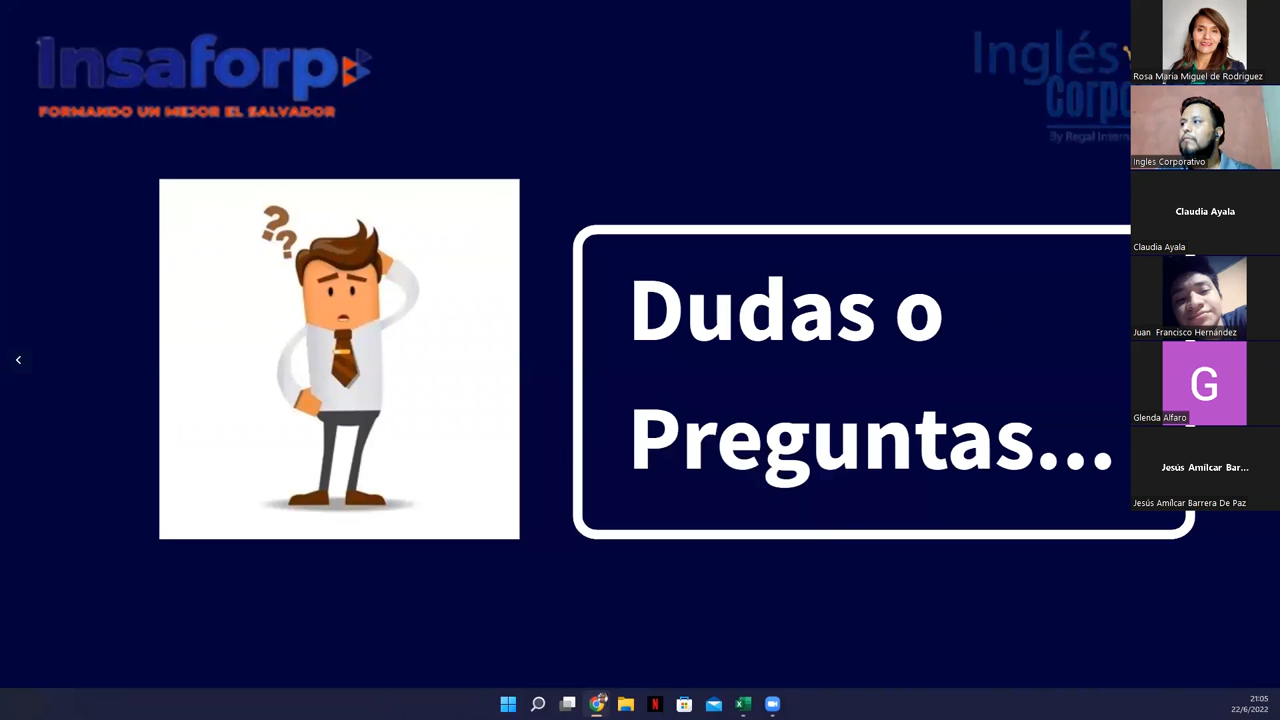 Insaforp
FORMANDO UN MEJOR EL SALVADOR
Inglés
Corpo
By Regal Intern
??
Dudas o
Preguntas...
Rosa Maria Miguel de Rodriguez
Ingles Corporativo
Claudia Ayala
Claudia Ayala
Juan Francisco Hernández
G
Glenda Alfaro
Jesús Amílcar Bar...
Jesús Amílcar Barrera De Paz
N
21:05
22/6/2022